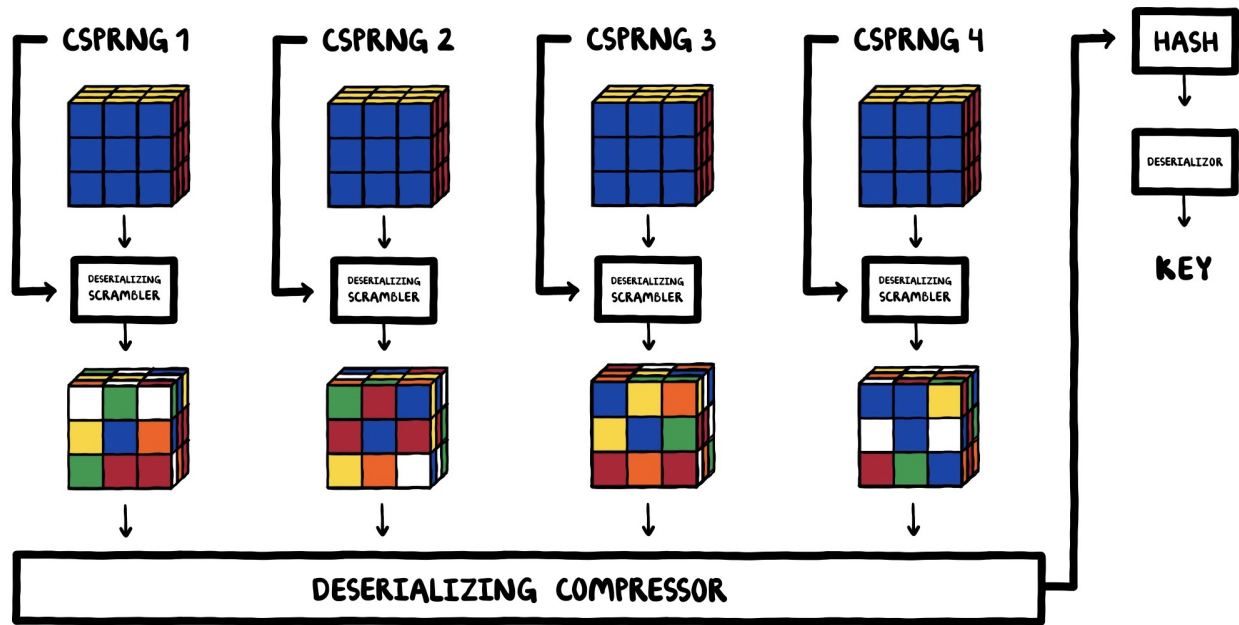 CSPRNG 1
CSPRNG 2
CSPRNG 3
CSPRNG 4
HASH
DESERIALIZOR
KEY
DESERIALIZING
SCRAMBLER
DESERIALIZING
SCRAMBLER
DESERIALIZING
SCRAMBLER
DESERIALIZING
SCRAMBLER
DESERIALIZING COMPRESSOR